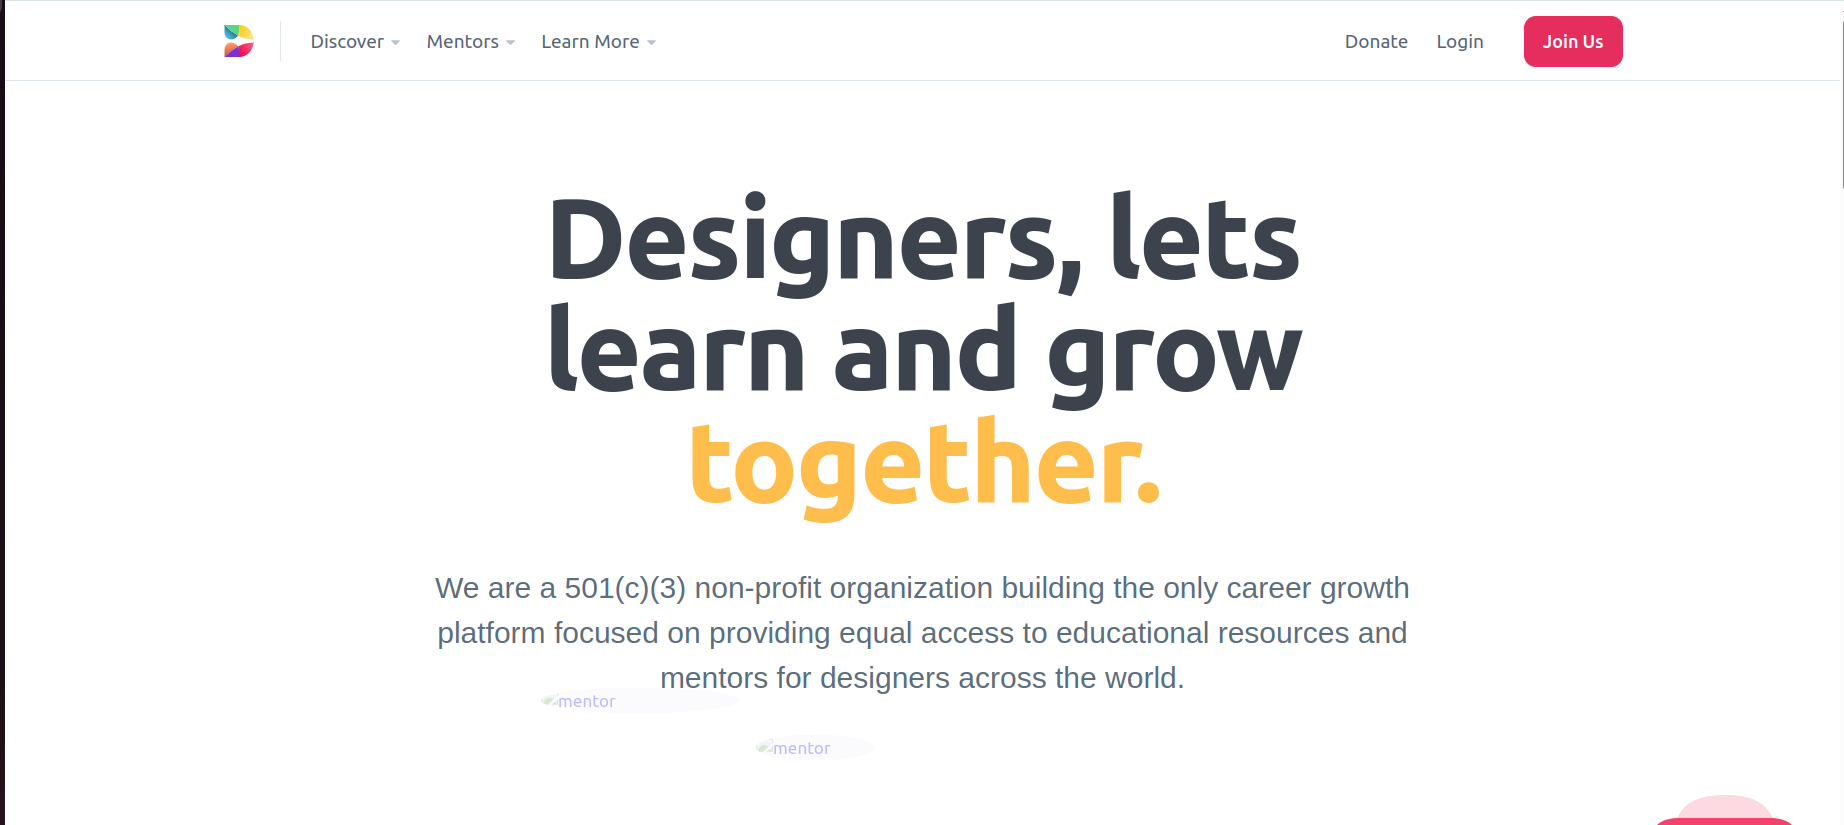 Discover Mentors Learn More Donate Login Join Us
Designers, lets
learn and grow
together.
We are a 501(c)(3) non-profit organization building the only career growth
platform focused on providing equal access to educational resources and
mentors for designers across the world.
mentor
mentor